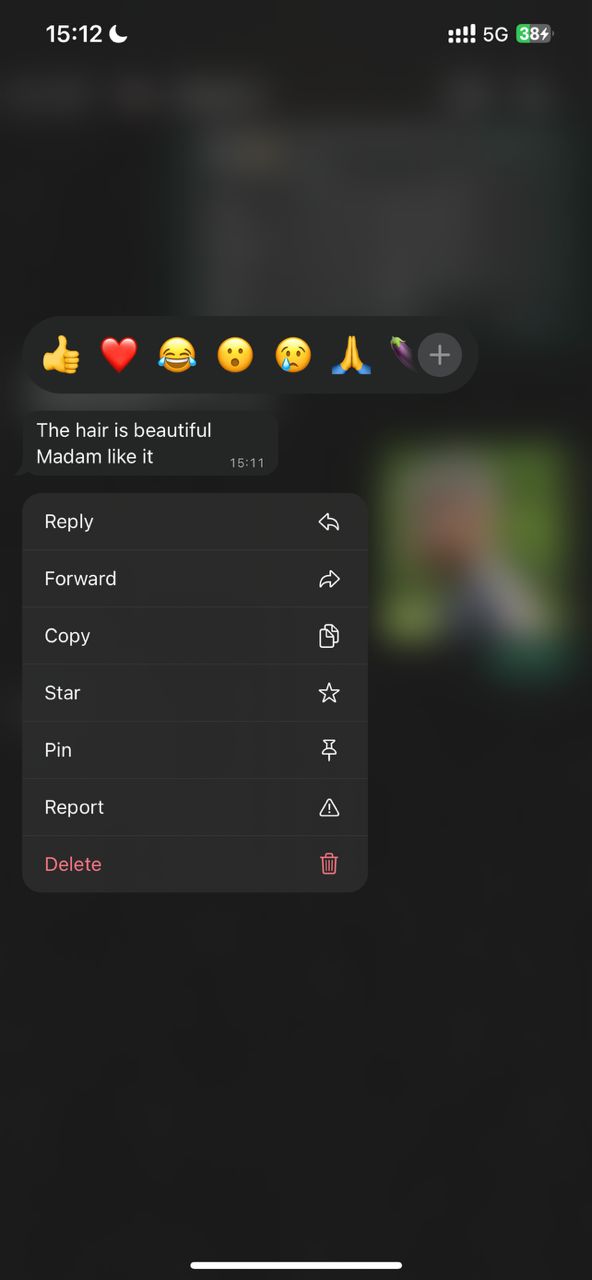 15:12
5G
38
The hair is beautiful
Madam like it
15:11
Reply
Forward
Copy
Star
Pin
Report
Delete